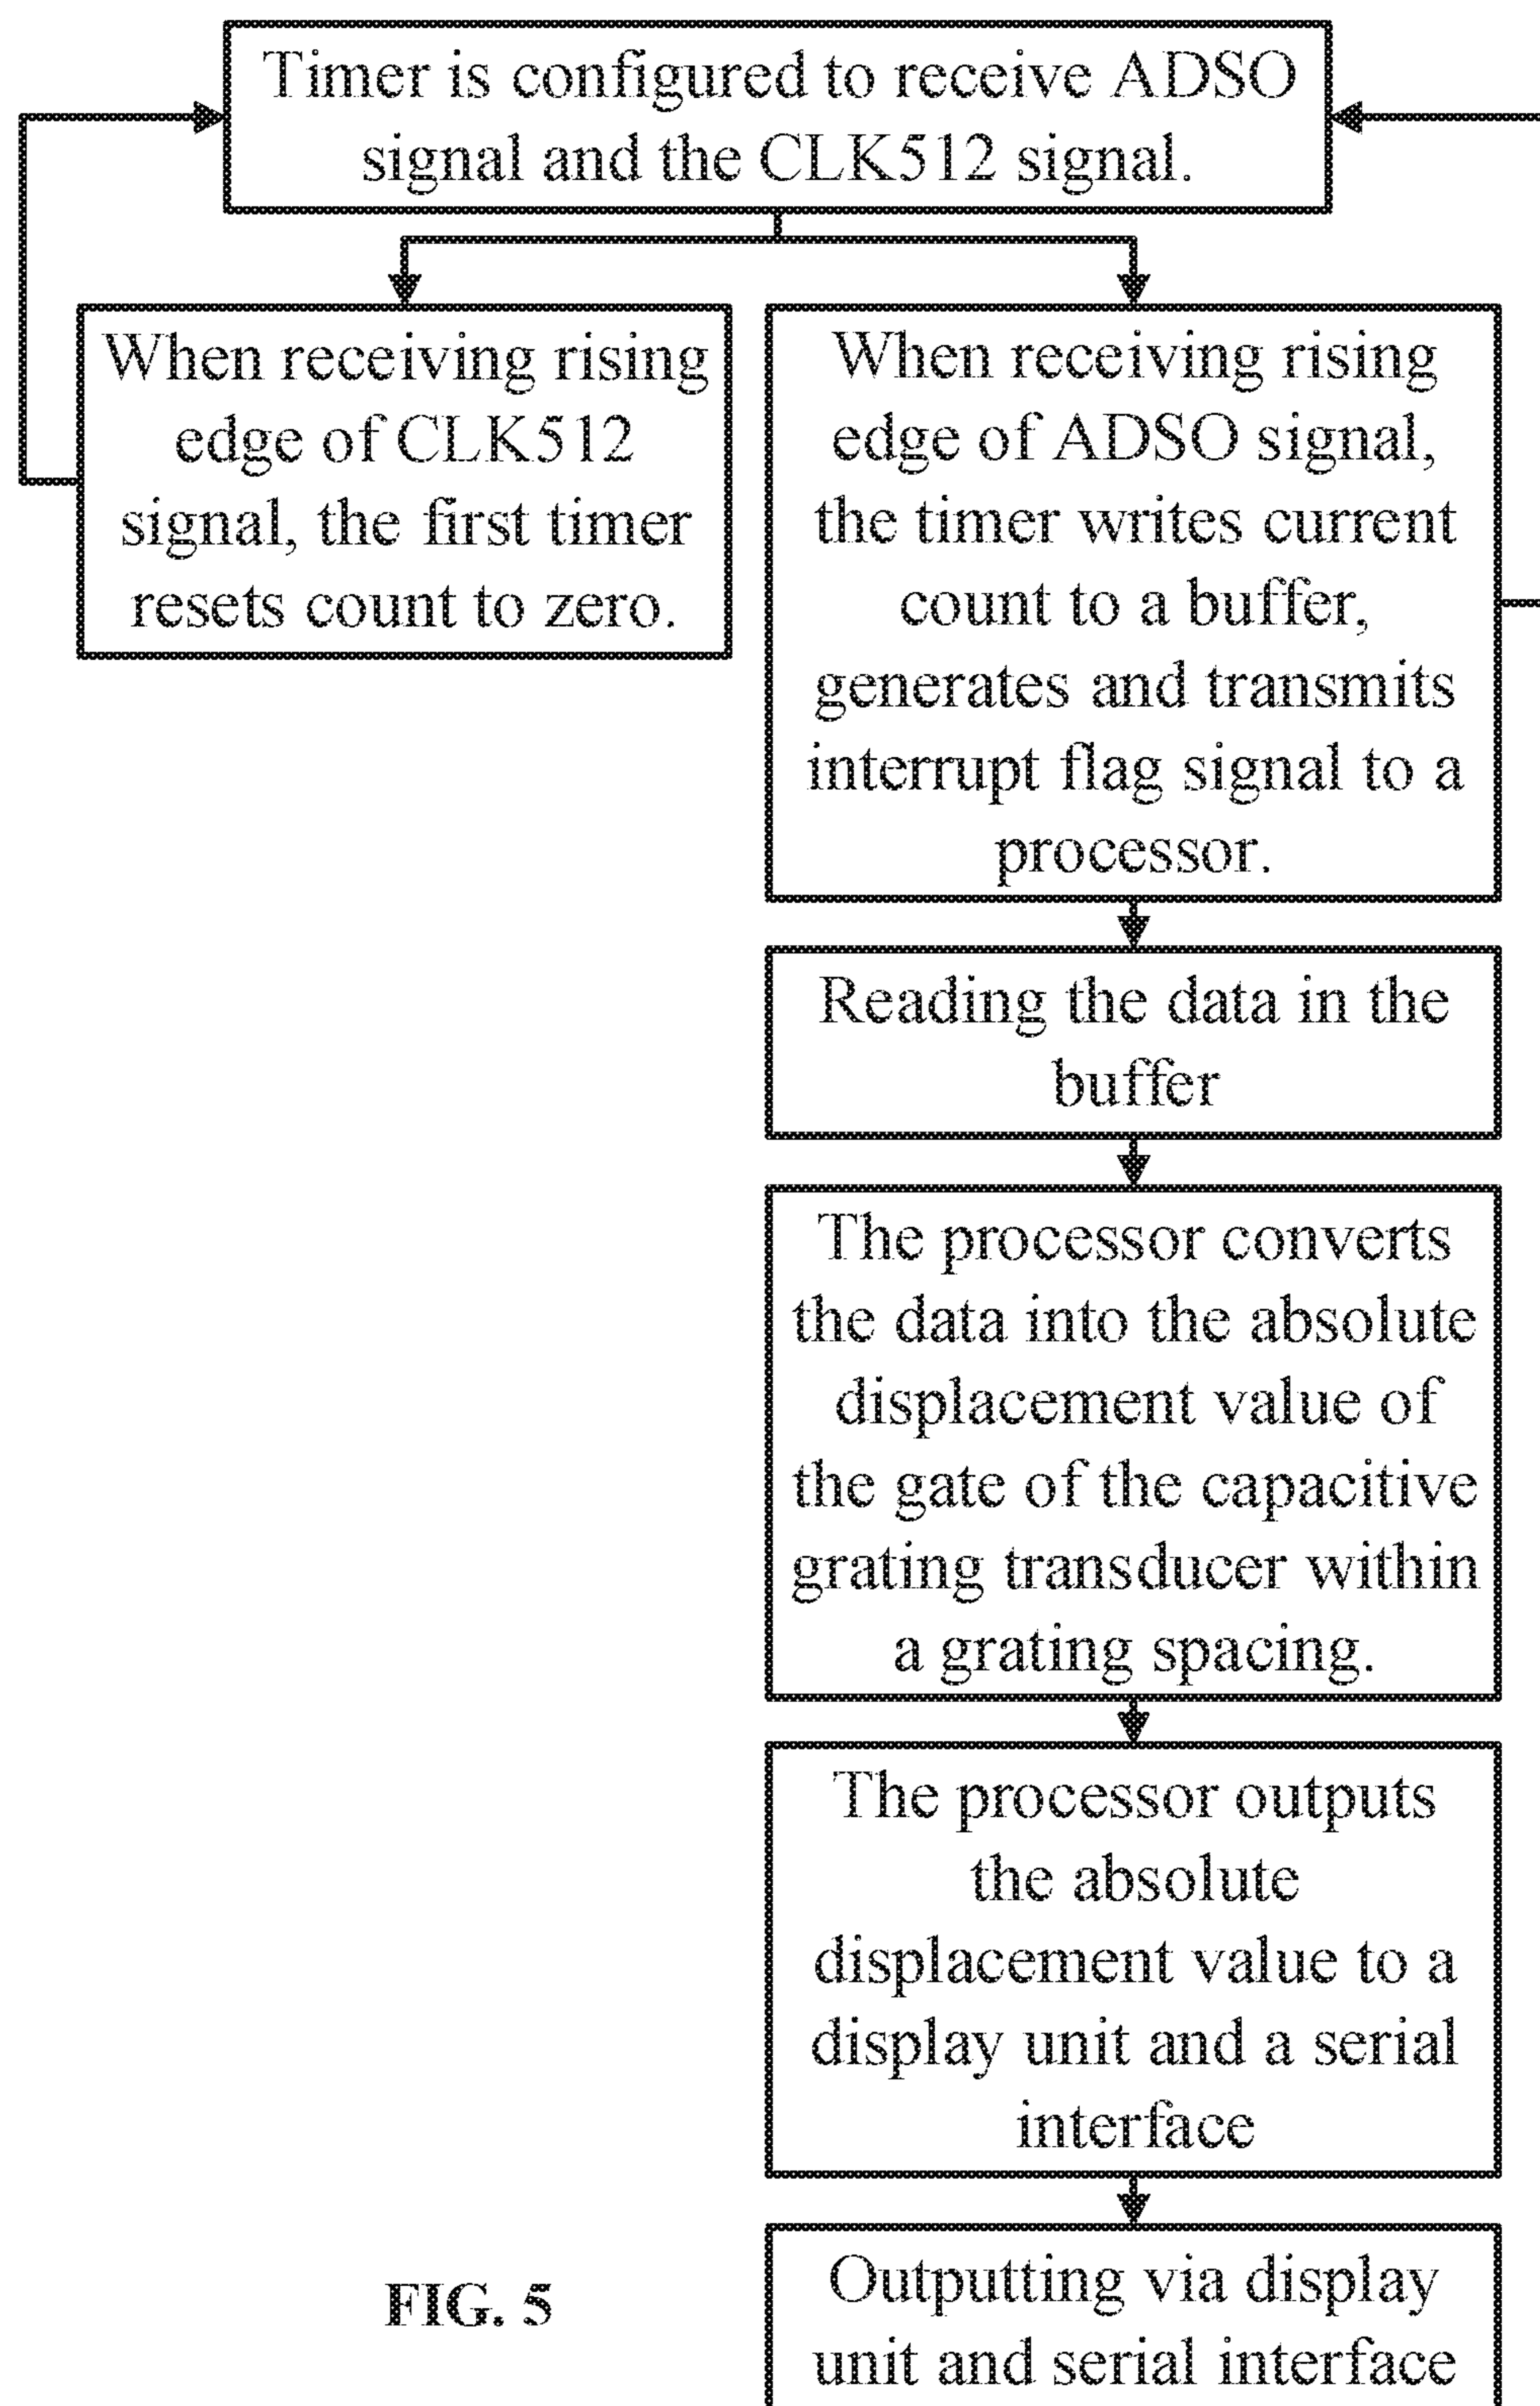 Timer is configured to receive ADSO
signal and the CLK512 signal.
When receiving rising
edge of CLK512
signal, the first timer
resets count to zero.
When receiving rising
edge of ADSO signal,
the timer writes current
count to a buffer,
generates and transmits
interrupt flag signal to a
processor.
Reading the data in the
buffer
The processor converts
the data into the absolute
displacement value of
the gate of the capacitive
grating transducer within
a grating spacing.
The processor outputs
the absolute
displacement value to a
display unit and a serial
interface
Outputting via display
unit and serial interface
FIG. 5